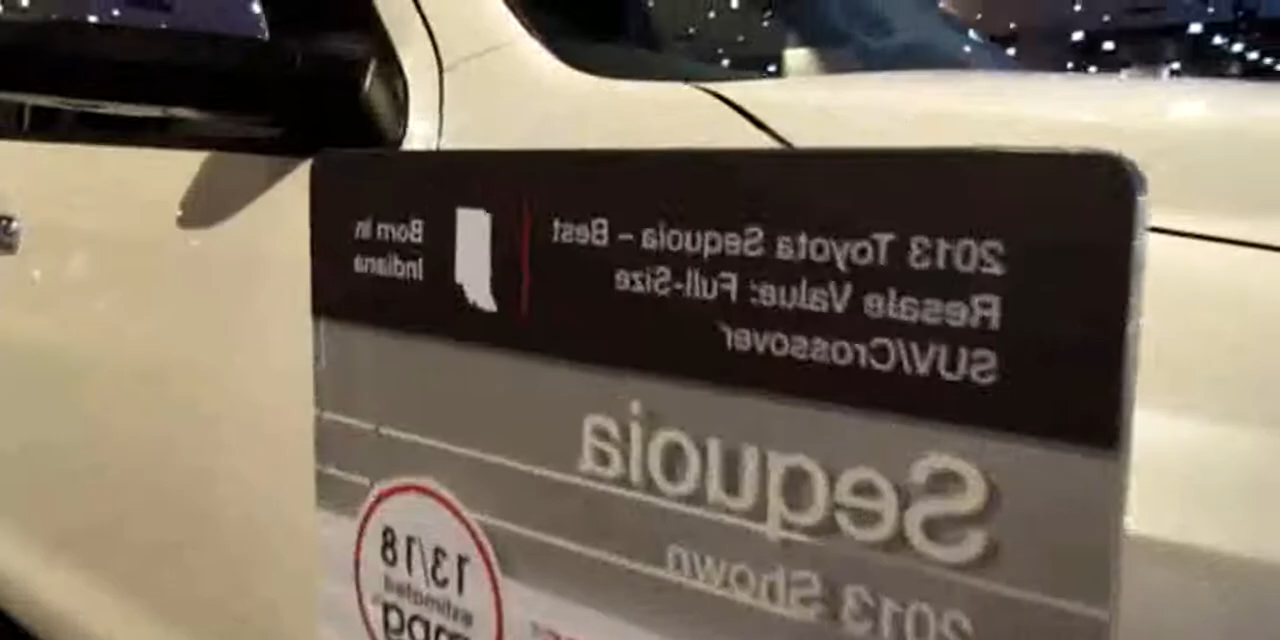 2013 Toyota Sequoia – Best
Resale Value: Full-Size
SUV/Crossover
Born in
Indiana
Sequoia
2013 Shown
13/18
estimated
mpg